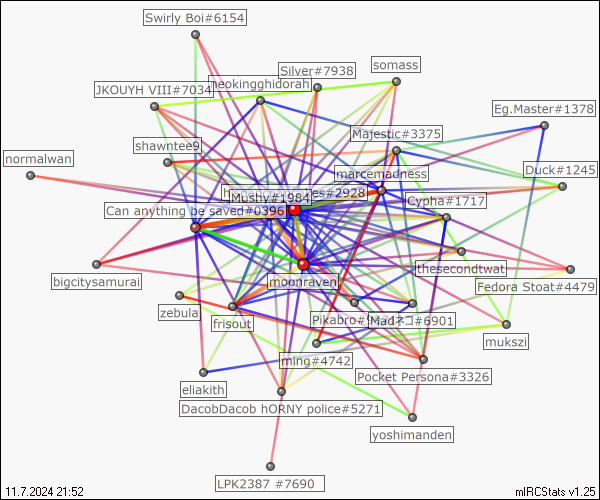 Swirly Boi#6154
somass
Silver#7938
heokingghidorah
JKOUYH VIII#7034
Eg.Master#1378
Majestic#3375
shawntee9
normalwan
Duck#1245
marcemadness
es#2928
Mushy#1984
Cypha#1717
Can anything be saved#0396
thesecondtwat
bigcitysamurai
moonraven
Fedora Stoat#4479
zebula
frisout
Pikabro#
Madネコ#6901
mukszi
ming#4742
Pocket Persona#3326
eliakith
DacobDacob hORNY police#5271
yoshimanden
LPK2387 #7690
11.7.2024 21:52
mIRCStats v1.25